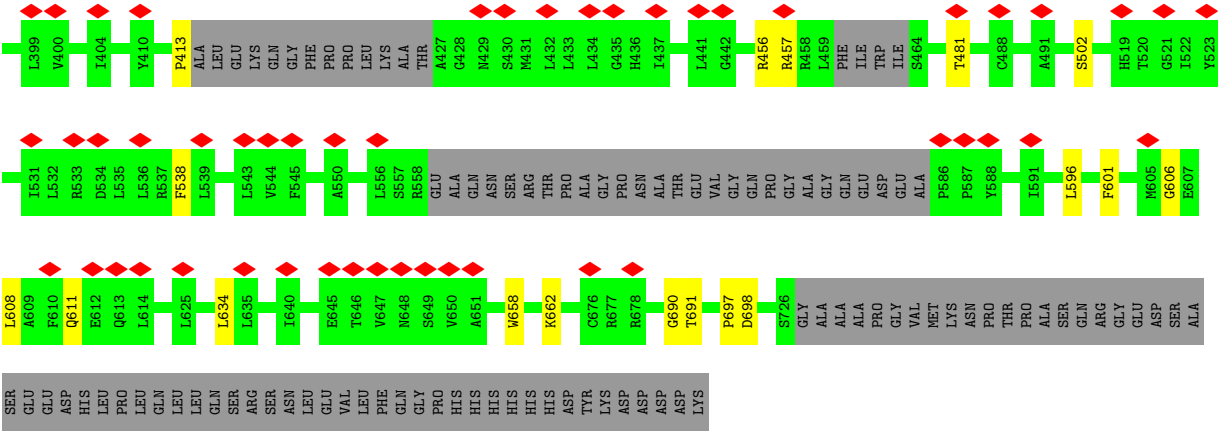 L399 V400 I404 Y410 P413 ALA LEU GLU LYS GLN GLY PHE PRO PRO LEU LYS ALA THR A427 G428 N429 S430 M431 L432 L433 L434 G435 H436 I437 L441 G442 R456 R457 R458 L459 PHE ILE TRP ILE S464 T481 C488 A491 S502 H519 T520 G521 I522 Y523
I531 L532 R533 D534 L535 L536 R537 F538 L539 L543 V544 F545 A550 L556 S557 R558 GLU ALA GLN ASN SER ARG THR PRO ALA GLY PRO ASN ALA THR GLU VAL GLY GLN PRO GLY ALA GLY GLN GLU ASP GLU ALA P586 P587 Y588 I591 L596 F601 M605 G606 E607
L608 A609 F610 Q611 E612 Q613 L614 L625 L634 L635 I640 E645 T646 V647 N648 S649 V650 A651 W658 K662 C676 R677 R678 G690 T691 P697 D698 S726 GLY ALA ALA ALA PRO GLY VAL MET LYS ASN PRO THR PRO ALA SER GLN ARG GLY GLU ASP SER ALA
SER GLU GLU ASP HIS LEU PRO LEU GLN LEU LEU GLN SER ARG SER ASN LEU GLU VAL LEU PHE GLN GLY PRO HIS HIS HIS HIS HIS HIS ASP TYR LYS ASP ASP ASP ASP LYS